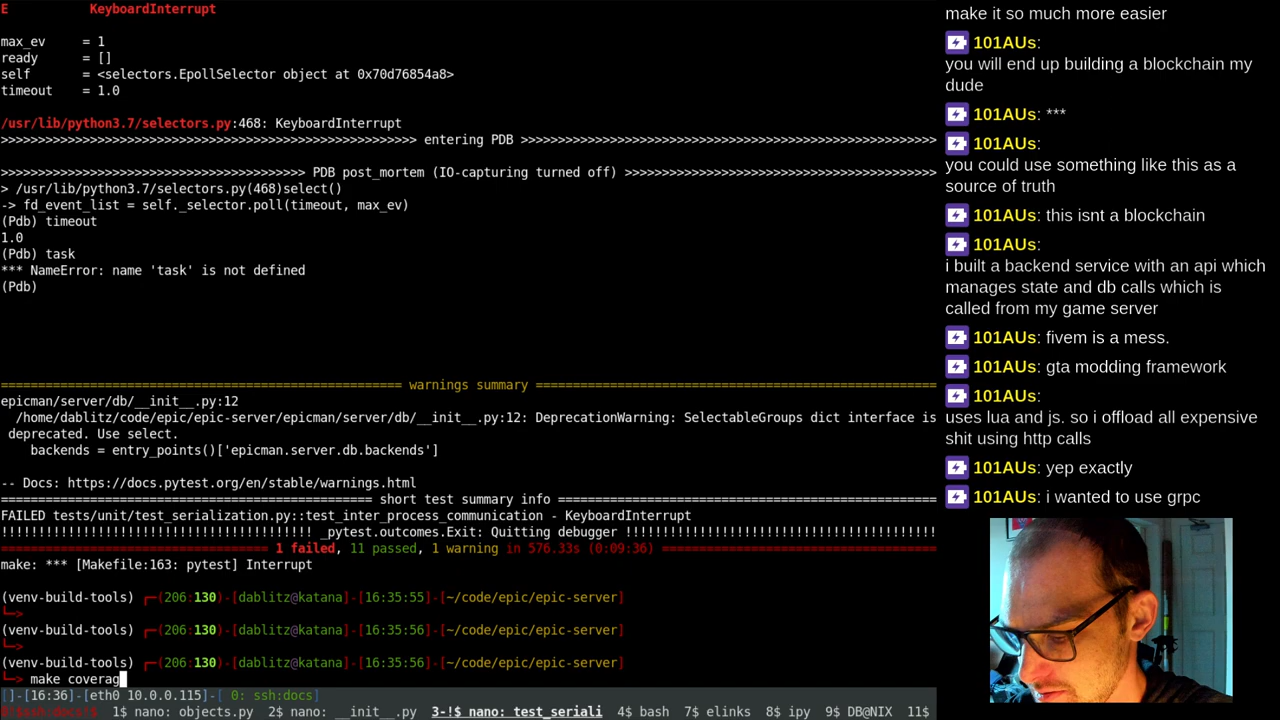 E          KeyboardInterrupt
max_ev     = 1
ready      = []
self       = <selectors.EpollSelector object at 0x70d76854a8>
timeout    = 1.0
/usr/lib/python3.7/selectors.py:468: KeyboardInterrupt
>>>>>>>>>>>>>>>>>>>>>>>>>>>>>>>>>>>>>>>>>>>>>>>>>>>>>>> entering PDB >>>>>>>>>>>>>>>>>>>>>>>>>>>>>>>>>>>>>>>>>>>>>>>>>>>>>>>
>>>>>>>>>>>>>>>>>>>>>>>>>>>>>>>>>>>>>>>> PDB post_mortem (IO-capturing turned off) >>>>>>>>>>>>>>>>>>>>>>>>>>>>>>>>>>>>>>>>>
> /usr/lib/python3.7/selectors.py(468)select()
-> fd_event_list = self._selector.poll(timeout, max_ev)
(Pdb) timeout
1.0
(Pdb) task
*** NameError: name 'task' is not defined
(Pdb)
===================================================== warnings summary =====================================================
epicman/server/db/__init__.py:12
  /home/dablitz/code/epic/epic-server/epicman/server/db/__init__.py:12: DeprecationWarning: SelectableGroups dict interface is
 deprecated. Use select.
    backends = entry_points()['epicman.server.db.backends']
-- Docs: https://docs.pytest.org/en/stable/warnings.html
================================================= short test summary info ==================================================
FAILED tests/unit/test_serialization.py::test_inter_process_communication - KeyboardInterrupt
!!!!!!!!!!!!!!!!!!!!!!!!!!!!!!!!!!!!!!!!! _pytest.outcomes.Exit: Quitting debugger !!!!!!!!!!!!!!!!!!!!!!!!!!!!!!!!!!!!!!!!!
=================================== 1 failed, 11 passed, 1 warning in 576.33s (0:09:36) ====================================
make: *** [Makefile:163: pytest] Interrupt
(venv-build-tools) ┌─(206:130)-[dablitz@katana]-[16:35:55]-[~/code/epic/epic-server]
└─>
(venv-build-tools) ┌─(206:130)-[dablitz@katana]-[16:35:56]-[~/code/epic/epic-server]
└─>
(venv-build-tools) ┌─(206:130)-[dablitz@katana]-[16:35:56]-[~/code/epic/epic-server]
└─> make coverag
[]-[16:36]-[eth0 10.0.0.115]-[ 0: ssh:docs]
0!$ssh:docs!$  1$ nano: objects.py  2$ nano: __init__.py  3-!$ nano: test_seriali  4$ bash  7$ elinks  8$ ipy  9$ DB@NIX  11$
make it so much more easier
101AUs:
you will end up building a blockchain my
dude
101AUs: ***
101AUs:
you could use something like this as a
source of truth
101AUs: this isnt a blockchain
101AUs:
i built a backend service with an api which
manages state and db calls which is
called from my game server
101AUs: fivem is a mess.
101AUs: gta modding framework
101AUs:
uses lua and js. so i offload all expensive
shit using http calls
101AUs: yep exactly
101AUs: i wanted to use grpc